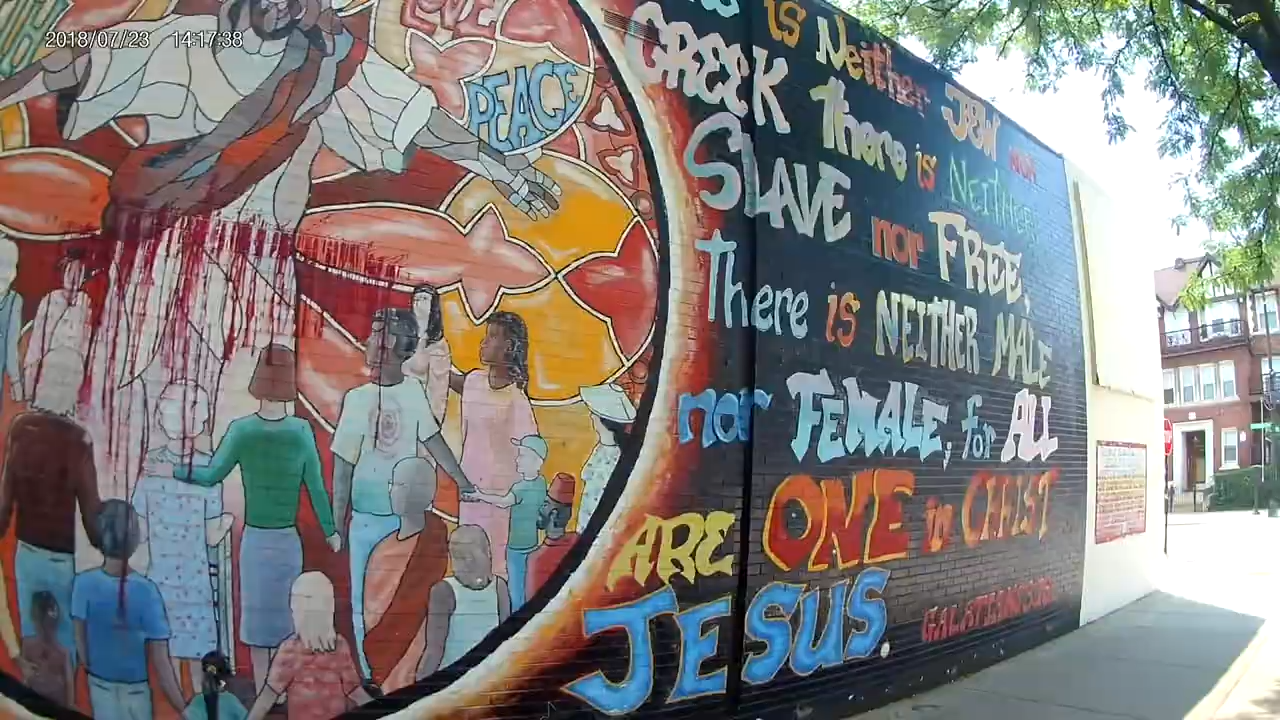 2018/07/23 14:17:38
LOVE
PEACE
is Neither JEW nor
GREEK There is NEITHER
SLAVE nor FREE,
There is NEITHER MALE
nor FEMALE, for ALL
ARE ONE in CHRIST
JESUS.